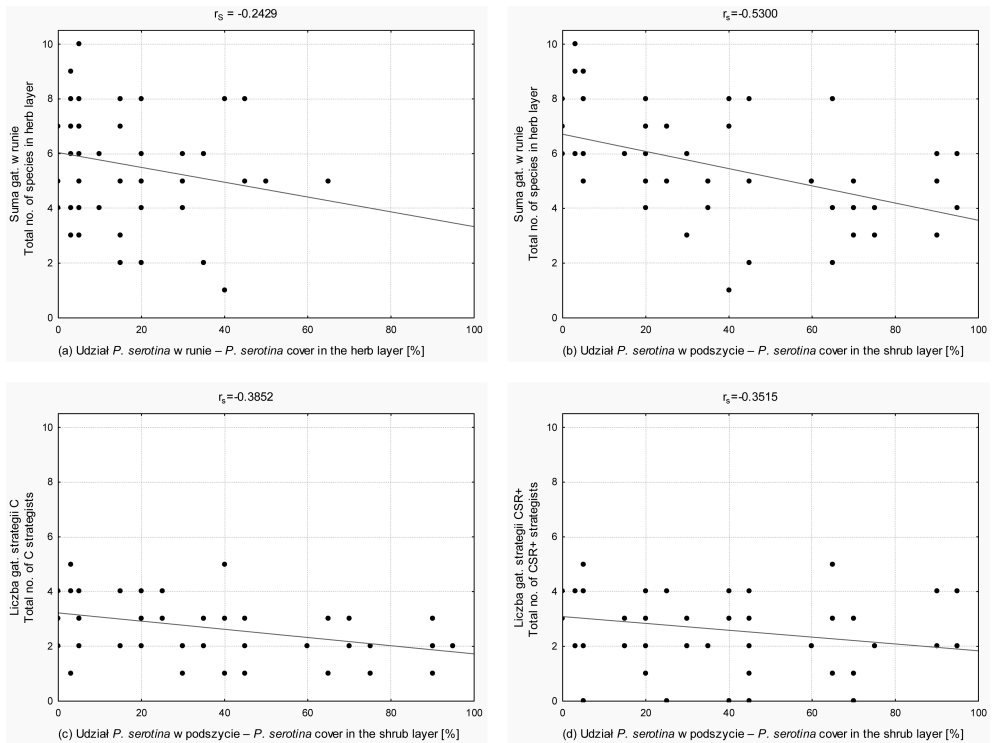 r_S = -0.2429
10
8
6
4
2
0
Suma gat. w runie
Total no. of species in herb layer
0 20 40 60 80 100
(a) Udział P. serotina w runie – P. serotina cover in the herb layer [%]
r_s=-0.5300
10
8
6
4
2
0
Suma gat. w runie
Total no. of species in herb layer
0 20 40 60 80 100
(b) Udział P. serotina w podszycie – P. serotina cover in the shrub layer [%]
r_s=-0.3852
10
8
6
4
2
0
Liczba gat. strategii C
Total no. of C strategists
0 20 40 60 80 100
(c) Udział P. serotina w podszycie – P. serotina cover in the shrub layer [%]
r_s=-0.3515
10
8
6
4
2
0
Liczba gat. strategii CSR+
Total no. of CSR+ strategists
0 20 40 60 80 100
(d) Udział P. serotina w podszycie – P. serotina cover in the shrub layer [%]